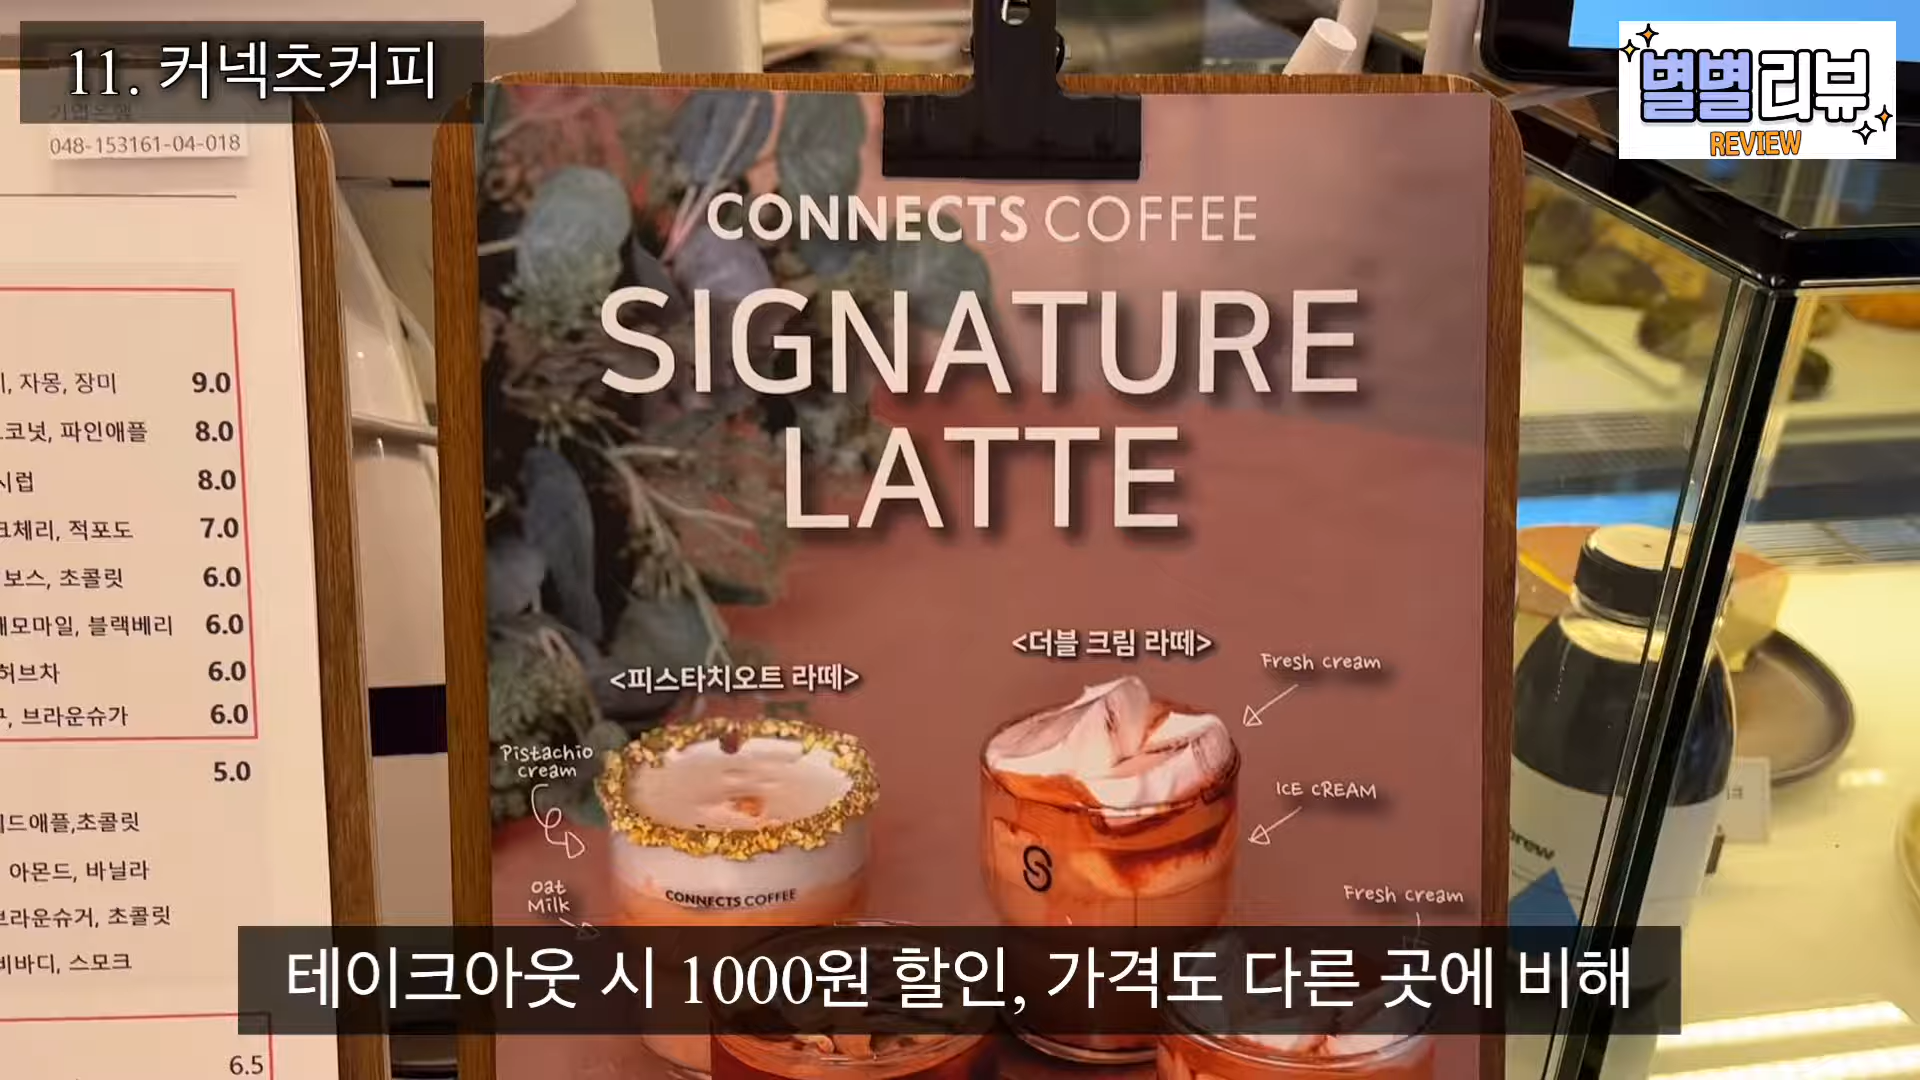 11. 커넥츠커피
별별리뷰
REVIEW
기업은행
048-153161-04-018
자몽, 장미 9.0
코넛, 파인애플 8.0
시럽 8.0
체리, 적포도 7.0
보스, 초콜릿 6.0
모마일, 블랙베리 6.0
허브차 6.0
브라운슈가 6.0
5.0
드애플,초콜릿
아몬드, 바닐라
브라운슈거, 초콜릿
비바디, 스모크
6.5
CONNECTS COFFEE
SIGNATURE
LATTE
<피스타치오트 라떼>
<더블 크림 라떼>
Fresh cream
Pistachio
cream
ICE CREAM
Oat
Milk
CONNECTS COFFEE
Fresh cream
brew
테이크아웃 시 1000원 할인, 가격도 다른 곳에 비해